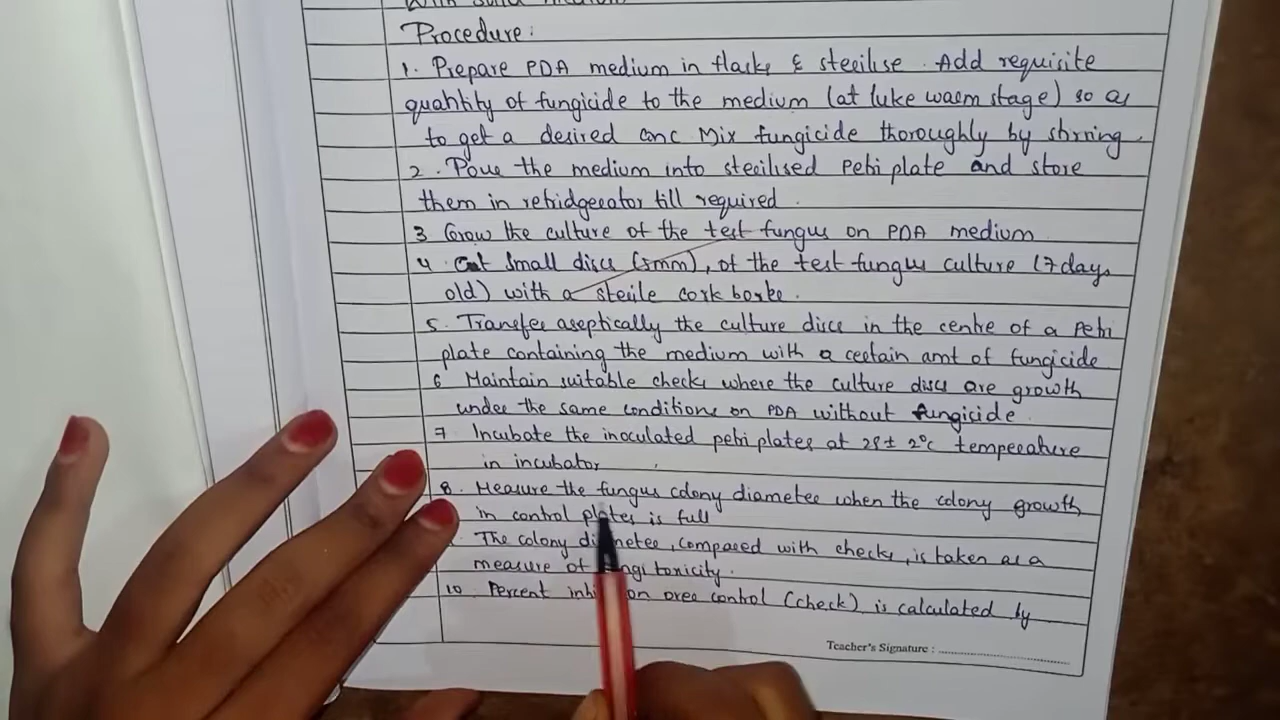 Procedure:
1. Prepare PDA medium in flasks & sterilise. Add requisite
quantity of fungicide to the medium (at luke warm stage) so as
to get a desired conc Mix fungicide thoroughly by stirring.
2. Pour the medium into sterilised petri plate and store
them in refridgerator till required.
3 Grow the culture of the test fungus on PDA medium
4. Cut small discs (5mm), of the test fungus culture (7 days
old) with a sterile cork borke.
5. Transfer aseptically the culture discs in the centre of a petri
plate containing the medium with a certain amt of fungicide
6 Maintain suitable checks where the culture discs are growth
under the same conditions on PDA without fungicide.
7 Incubate the inoculated petri plates at ± 2°c temperature
in incubator
8. Measure the fungus colony diameter when the colony growth
in control plates is full
The colony diametee, compared with checks, is taken as a
measure of fungi toxicity.
10. Percent over control (check) is calculated by
Teacher's Signature : ........................